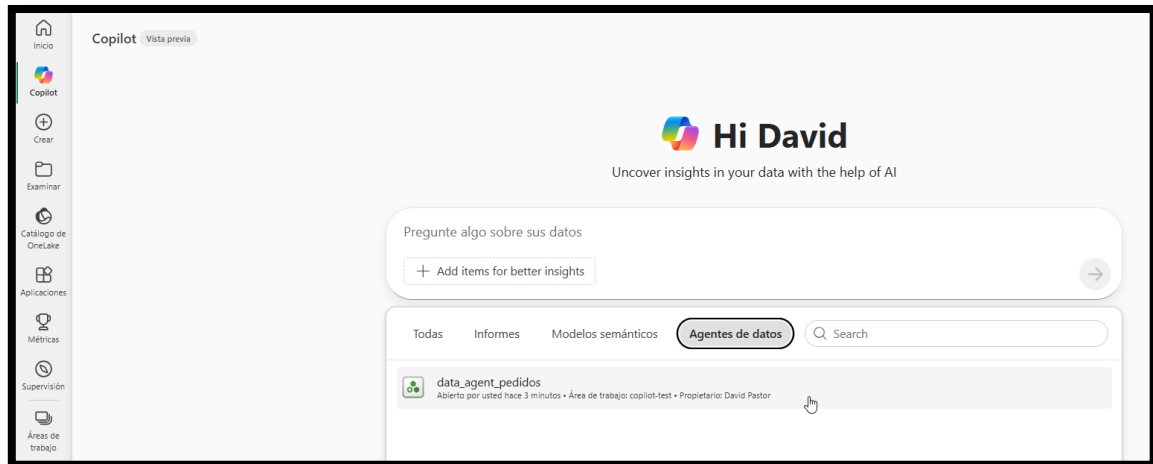 Inicio
Copilot
Crear
Examinar
Catálogo de
OneLake
Aplicaciones
Métricas
Supervisión
Áreas de
trabajo
Copilot Vista previa
Hi David
Uncover insights in your data with the help of AI
Pregunte algo sobre sus datos
Add items for better insights
Todas Informes Modelos semánticos Agentes de datos Search
data_agent_pedidos
Abierto por usted hace 3 minutos • Área de trabajo: copilot-test • Propietario: David Pastor